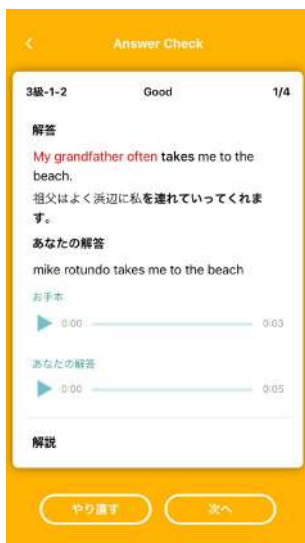 Answer Check
3級-1-2 Good 1/4
解答
My grandfather often takes me to the
beach.
祖父はよく浜辺に私を連れていってくれま
す。
あなたの解答
mike rotundo takes me to the beach
お手本
0:00 0:03
あなたの解答
0:00 0:05
解説
やり直す 次へ